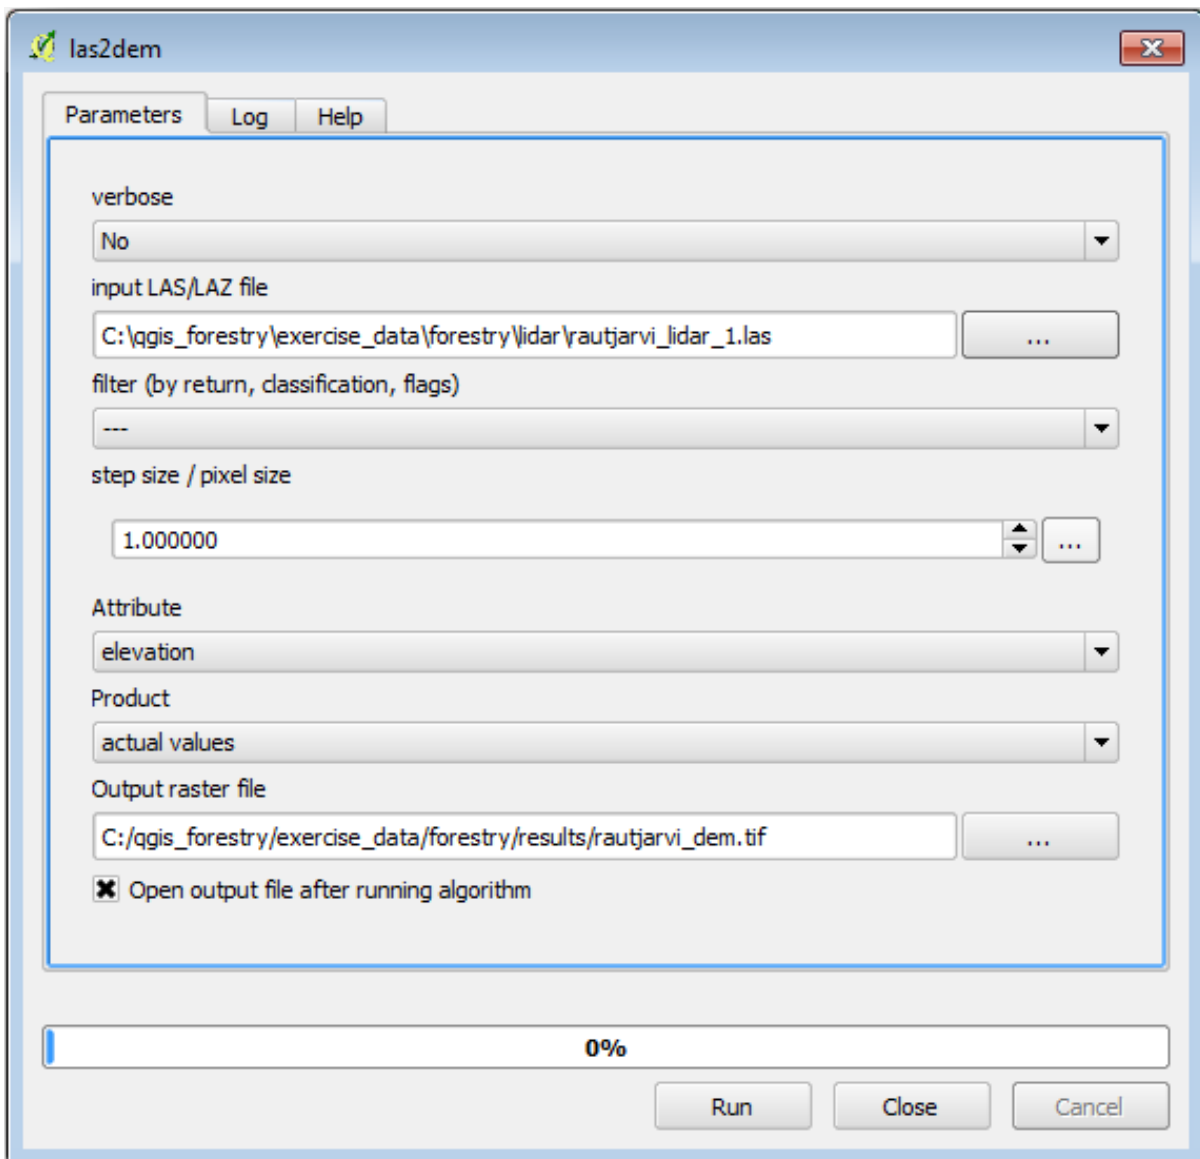 las2dem
Parameters Log Help
verbose
No
input LAS/LAZ file
C:\qgis_forestry\exercise_data\forestry\lidar\rautjarvi_lidar_1.las ...
filter (by return, classification, flags)
---
step size / pixel size
1.000000 ...
Attribute
elevation
Product
actual values
Output raster file
C:/qgis_forestry/exercise_data/forestry/results/rautjarvi_dem.tif ...
Open output file after running algorithm
0%
Run Close Cancel